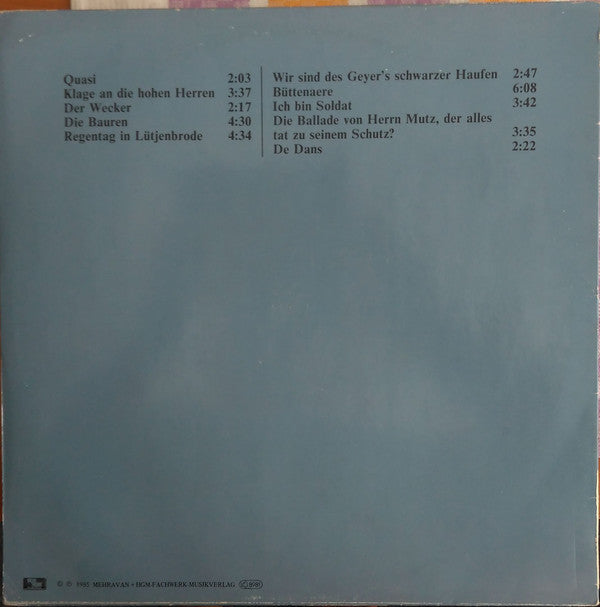 Quasi 2:03
Klage an die hohen Herren 3:37
Der Wecker 2:17
Die Bauren 4:30
Regentag in Lütjenbrode 4:34
Wir sind des Geyer's schwarzer Haufen 2:47
Büttenaere 6:08
Ich bin Soldat 3:42
Die Ballade von Herrn Mutz, der alles
tat zu seinem Schutz? 3:35
De Dans 2:22
© ℗ 1985 MEHRAVAN + HGM-FACHWERK-MUSIKVERLAG